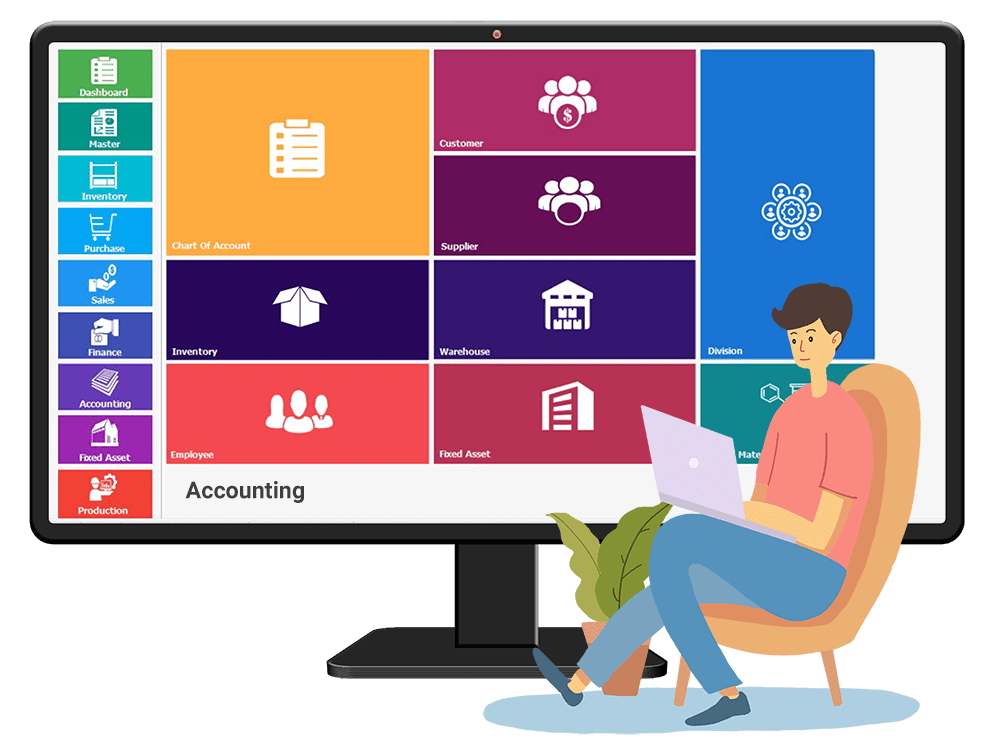 Dashboard
Master
Inventory
Purchase
Sales
Finance
Accounting
Fixed Asset
Production
Chart Of Account
Customer
Supplier
Division
Inventory
Warehouse
Employee
Fixed Asset
Accounting